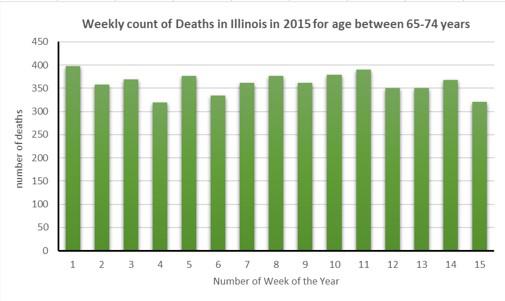 Weekly count of Deaths in Illinois in 2015 for age between 65-74 years
450
400
350
300
250
200
150
100
50
0
number of deaths
1 2 3 4 5 6 7 8 9 10 11 12 13 14 15
Number of Week of the Year